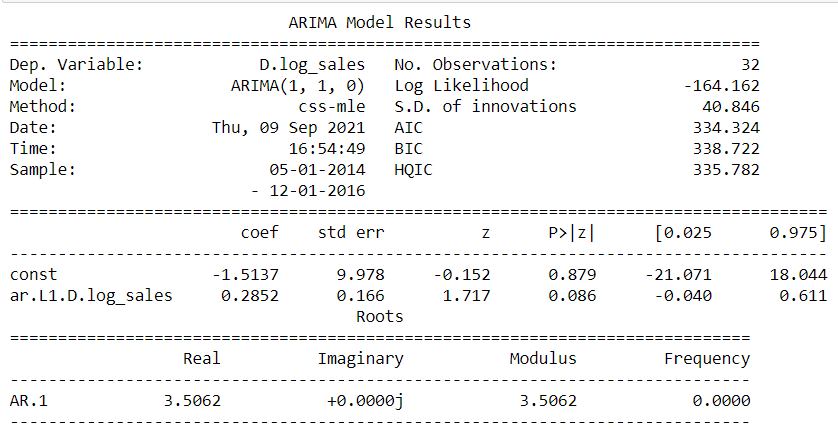 ARIMA Model Results
==============================================================================
Dep. Variable:            D.log_sales   No. Observations:                   32
Model:                 ARIMA(1, 1, 0)   Log Likelihood                -164.162
Method:                       css-mle   S.D. of innovations             40.846
Date:                Thu, 09 Sep 2021   AIC                            334.324
Time:                        16:54:49   BIC                            338.722
Sample:                    05-01-2014   HQIC                           335.782
                         - 12-01-2016
=====================================================================================
                        coef    std err          z      P>|z|      [0.025      0.975]
-------------------------------------------------------------------------------------
const                -1.5137      9.978     -0.152      0.879     -21.071      18.044
ar.L1.D.log_sales     0.2852      0.166      1.717      0.086      -0.040       0.611
                                    Roots
=============================================================================
                  Real          Imaginary           Modulus         Frequency
-----------------------------------------------------------------------------
AR.1            3.5062           +0.0000j            3.5062            0.0000
-----------------------------------------------------------------------------